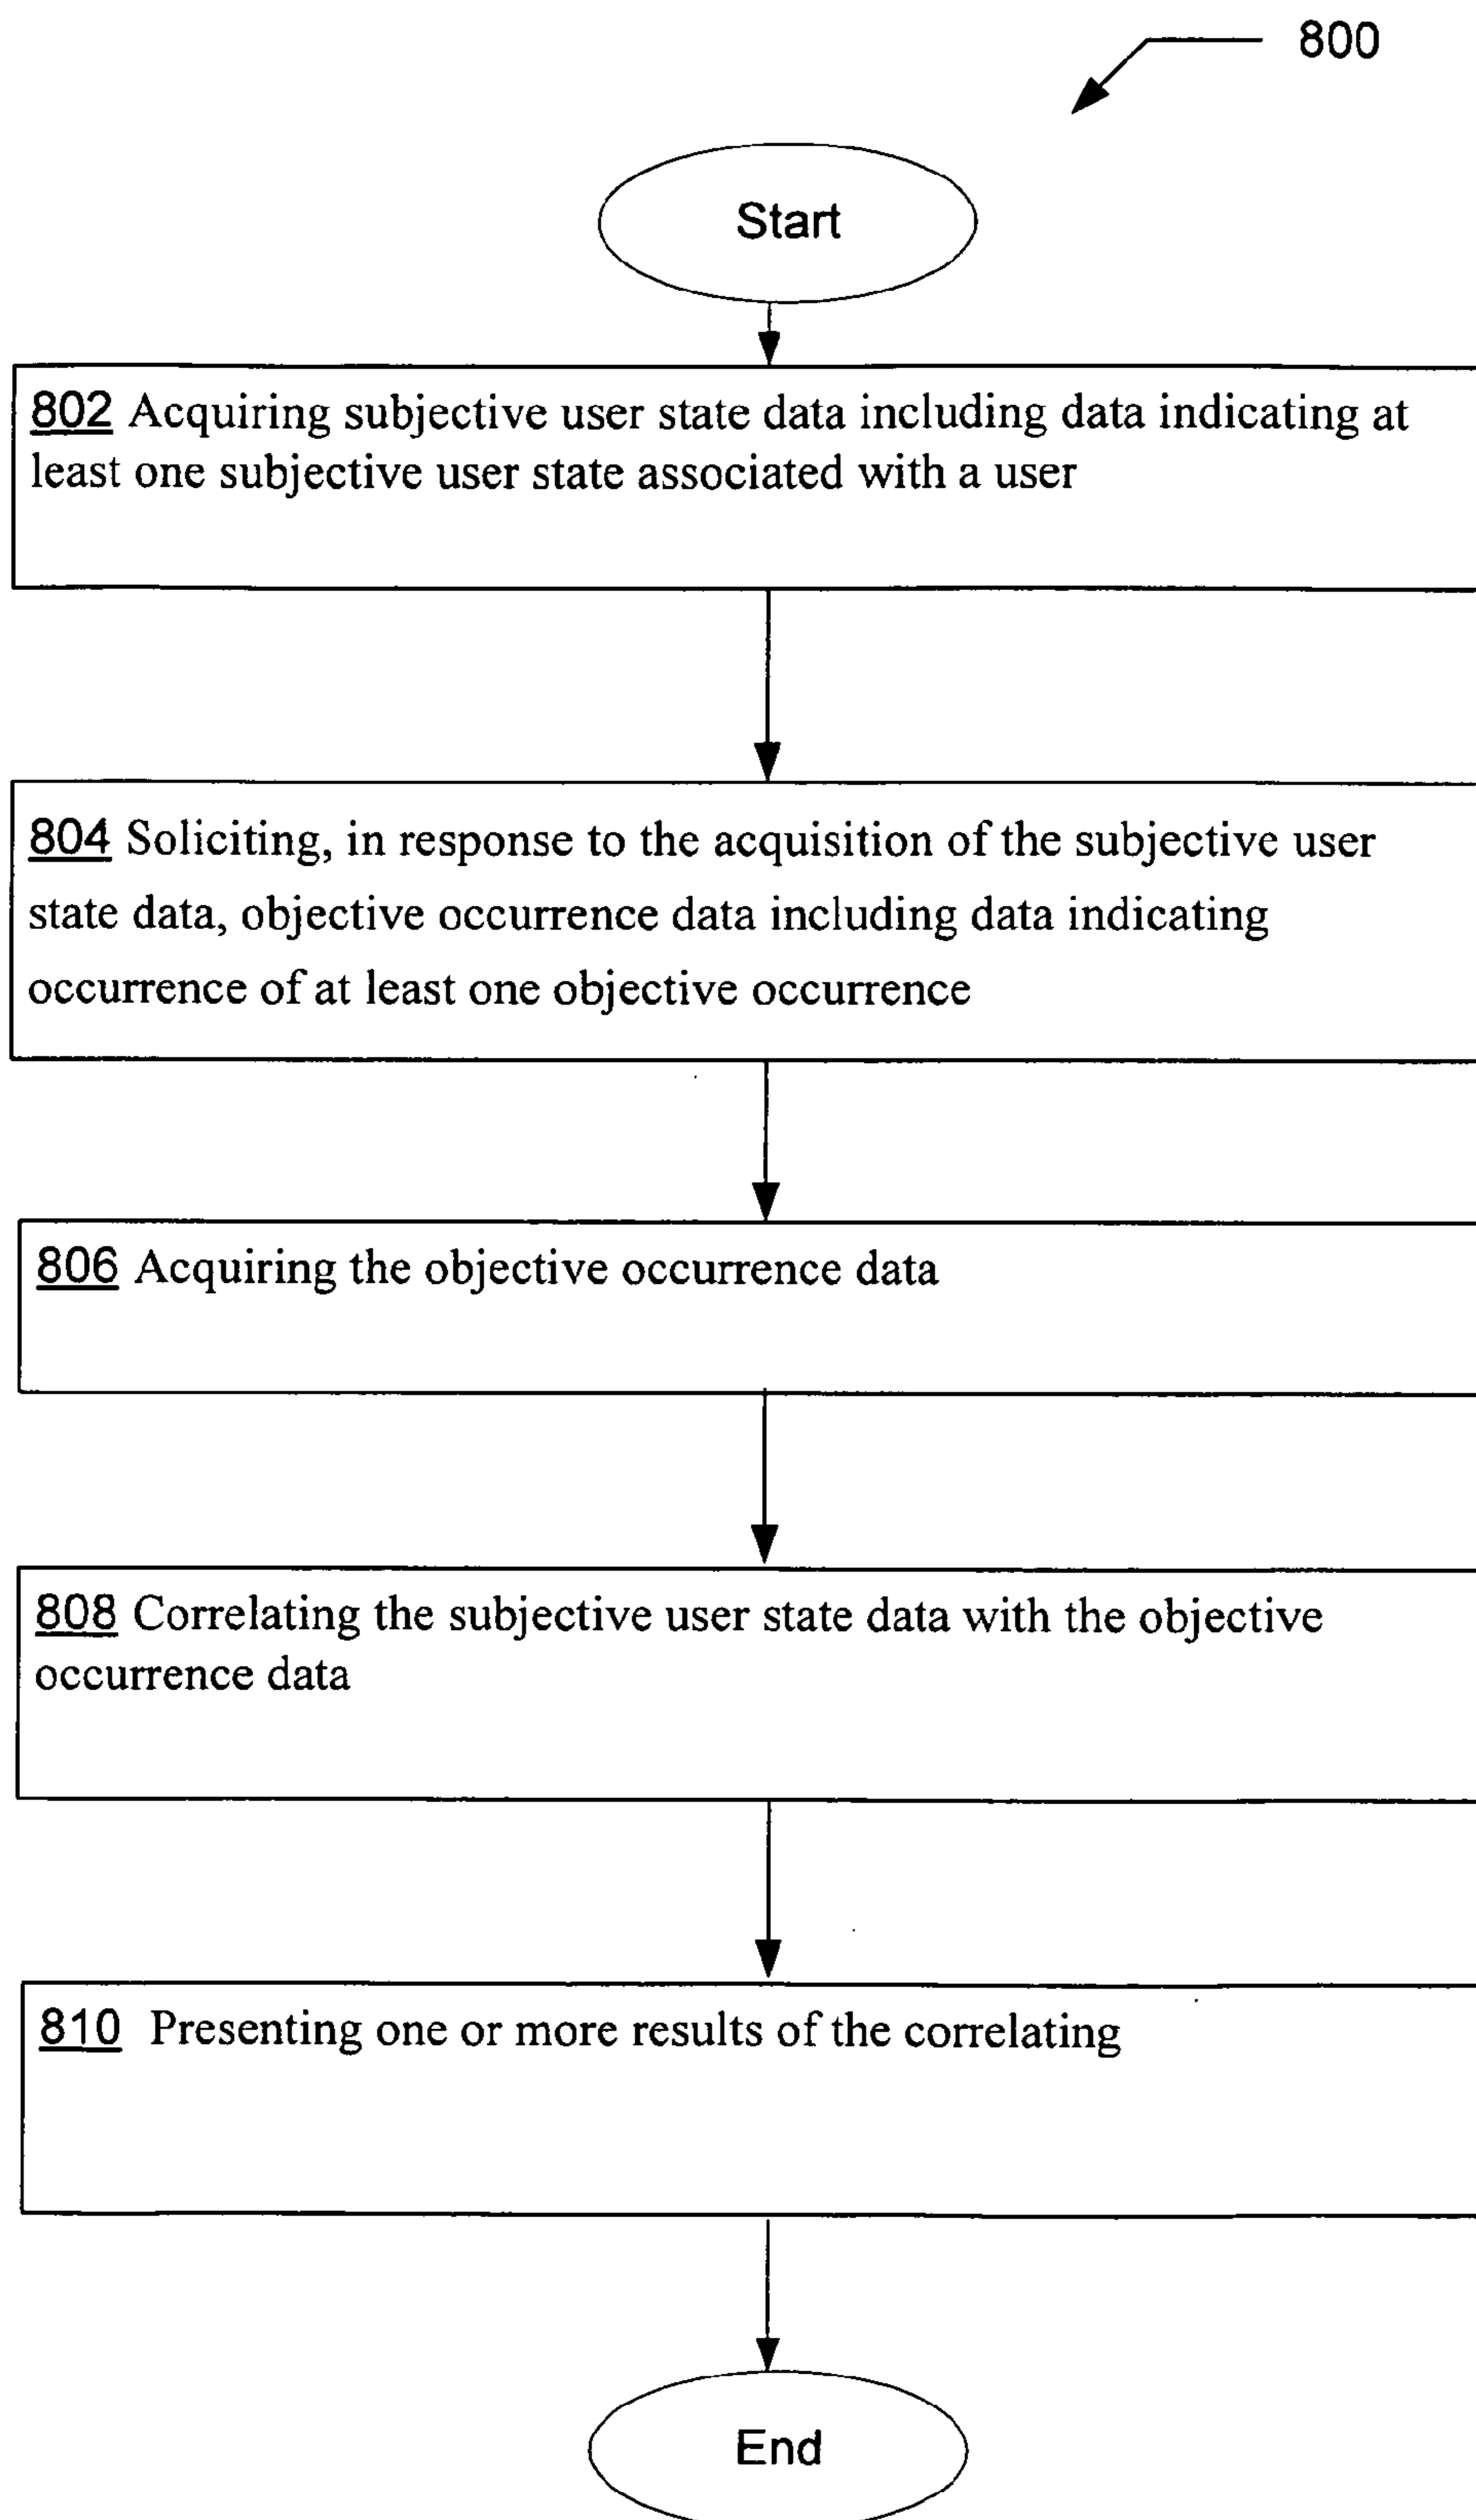 800
Start
802 Acquiring subjective user state data including data indicating at
least one subjective user state associated with a user
804 Soliciting, in response to the acquisition of the subjective user
state data, objective occurrence data including data indicating
occurrence of at least one objective occurrence
806 Acquiring the objective occurrence data
808 Correlating the subjective user state data with the objective
occurrence data
810 Presenting one or more results of the correlating
End